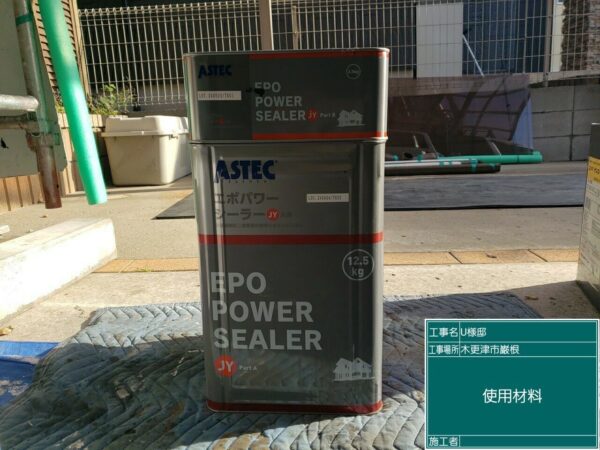 ASTEC
EPO
POWER
SEALER JY Part B
ASTEC
エポパワー
シーラー JY
12.5
kg
EPO
POWER
SEALER
JY Part A
工事名 U様邸
工事場所 木更津市巌根
使用材料
施工者